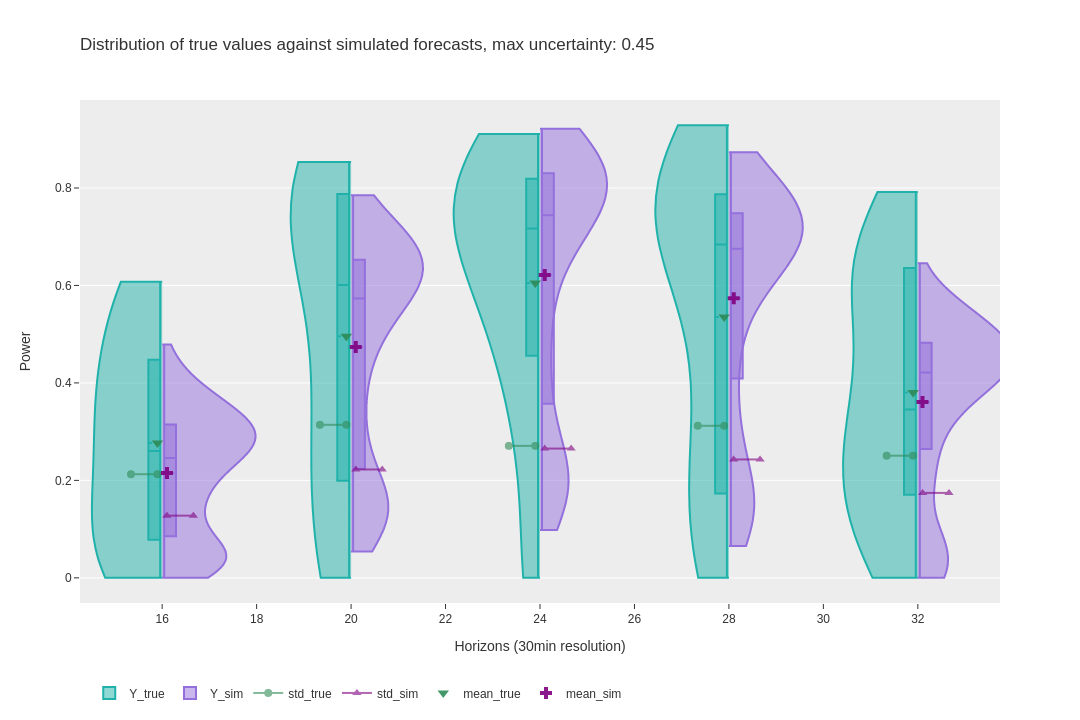 Distribution of true values against simulated forecasts, max uncertainty: 0.45
0.8
0.6
0.4
0.2
0
Power
16 18 20 22 24 26 28 30 32
Horizons (30min resolution)
Y_true Y_sim std_true std_sim mean_true mean_sim